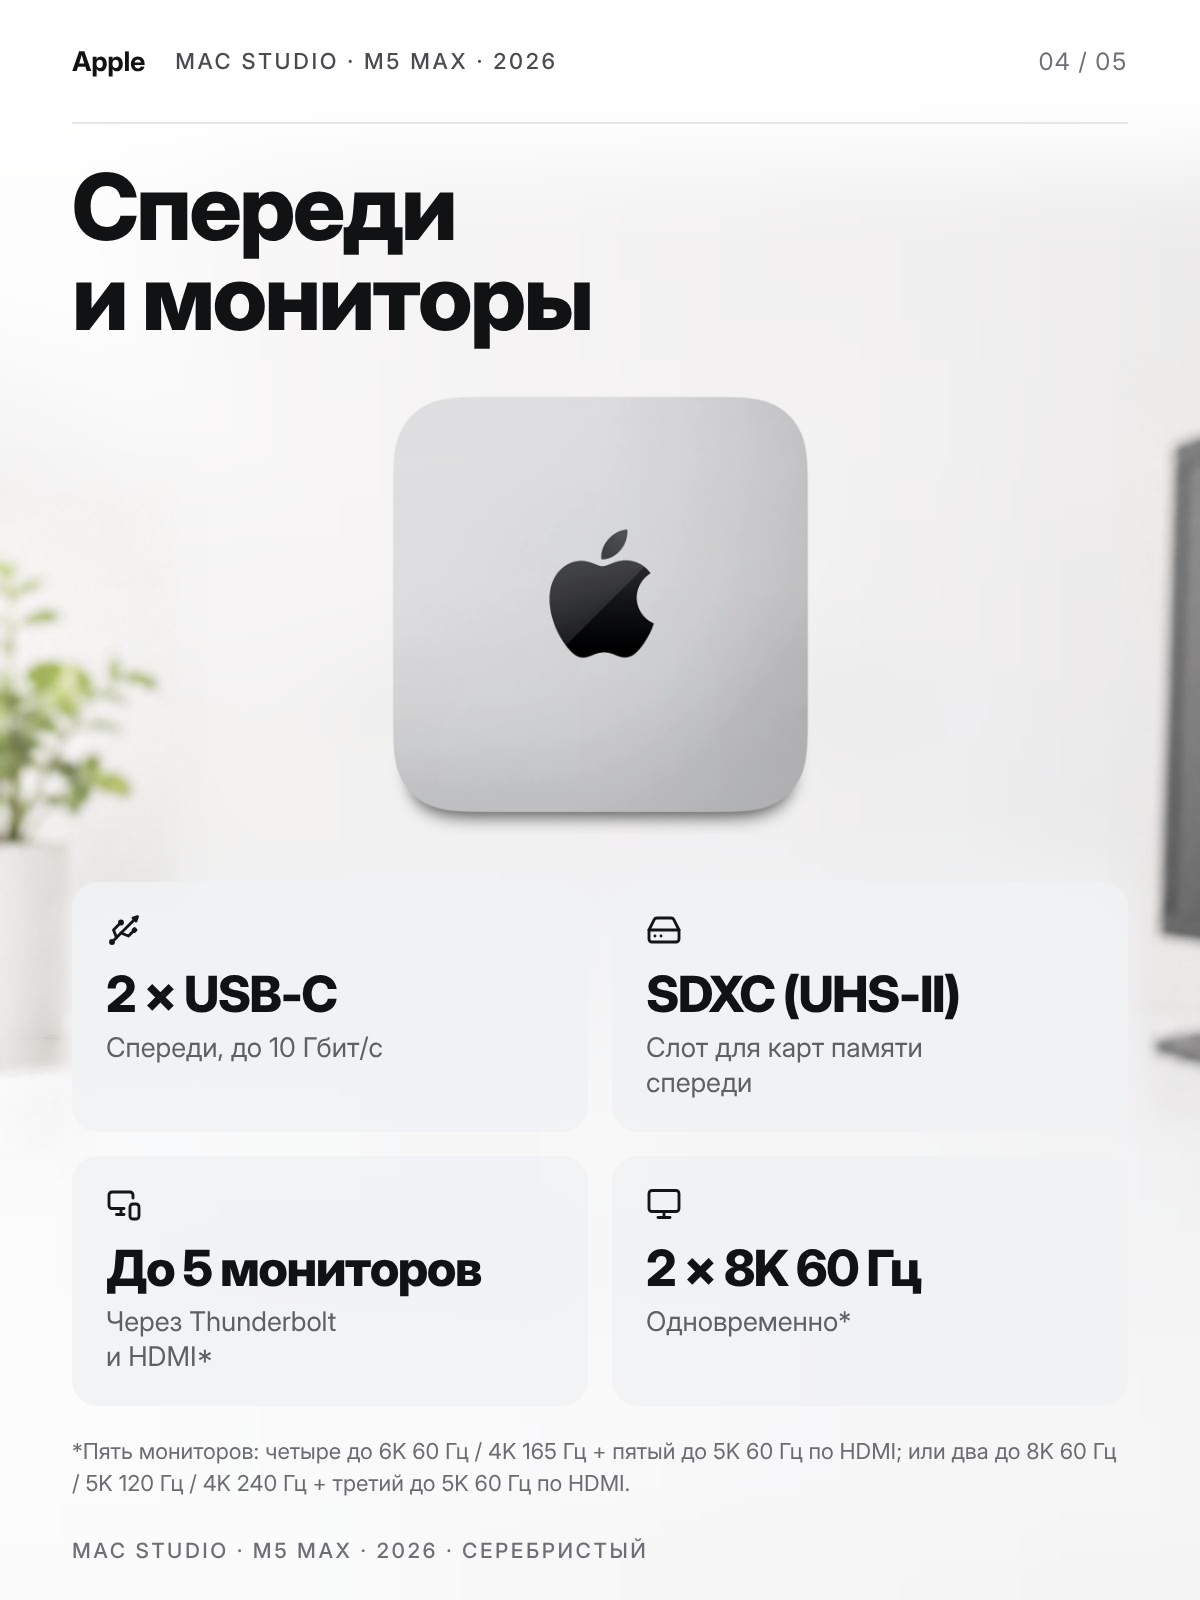 Apple MAC STUDIO · M5 MAX · 2026 04 / 05
Спереди
и мониторы
2 × USB-C
Спереди, до 10 Гбит/с
SDXC (UHS-II)
Слот для карт памяти
спереди
До 5 мониторов
Через Thunderbolt
и HDMI*
2 × 8K 60 Гц
Одновременно*
*Пять мониторов: четыре до 6K 60 Гц / 4K 165 Гц + пятый до 5K 60 Гц по HDMI; или два до 8K 60 Гц
/ 5K 120 Гц / 4K 240 Гц + третий до 5K 60 Гц по HDMI.
MAC STUDIO · M5 MAX · 2026 · СЕРЕБРИСТЫЙ